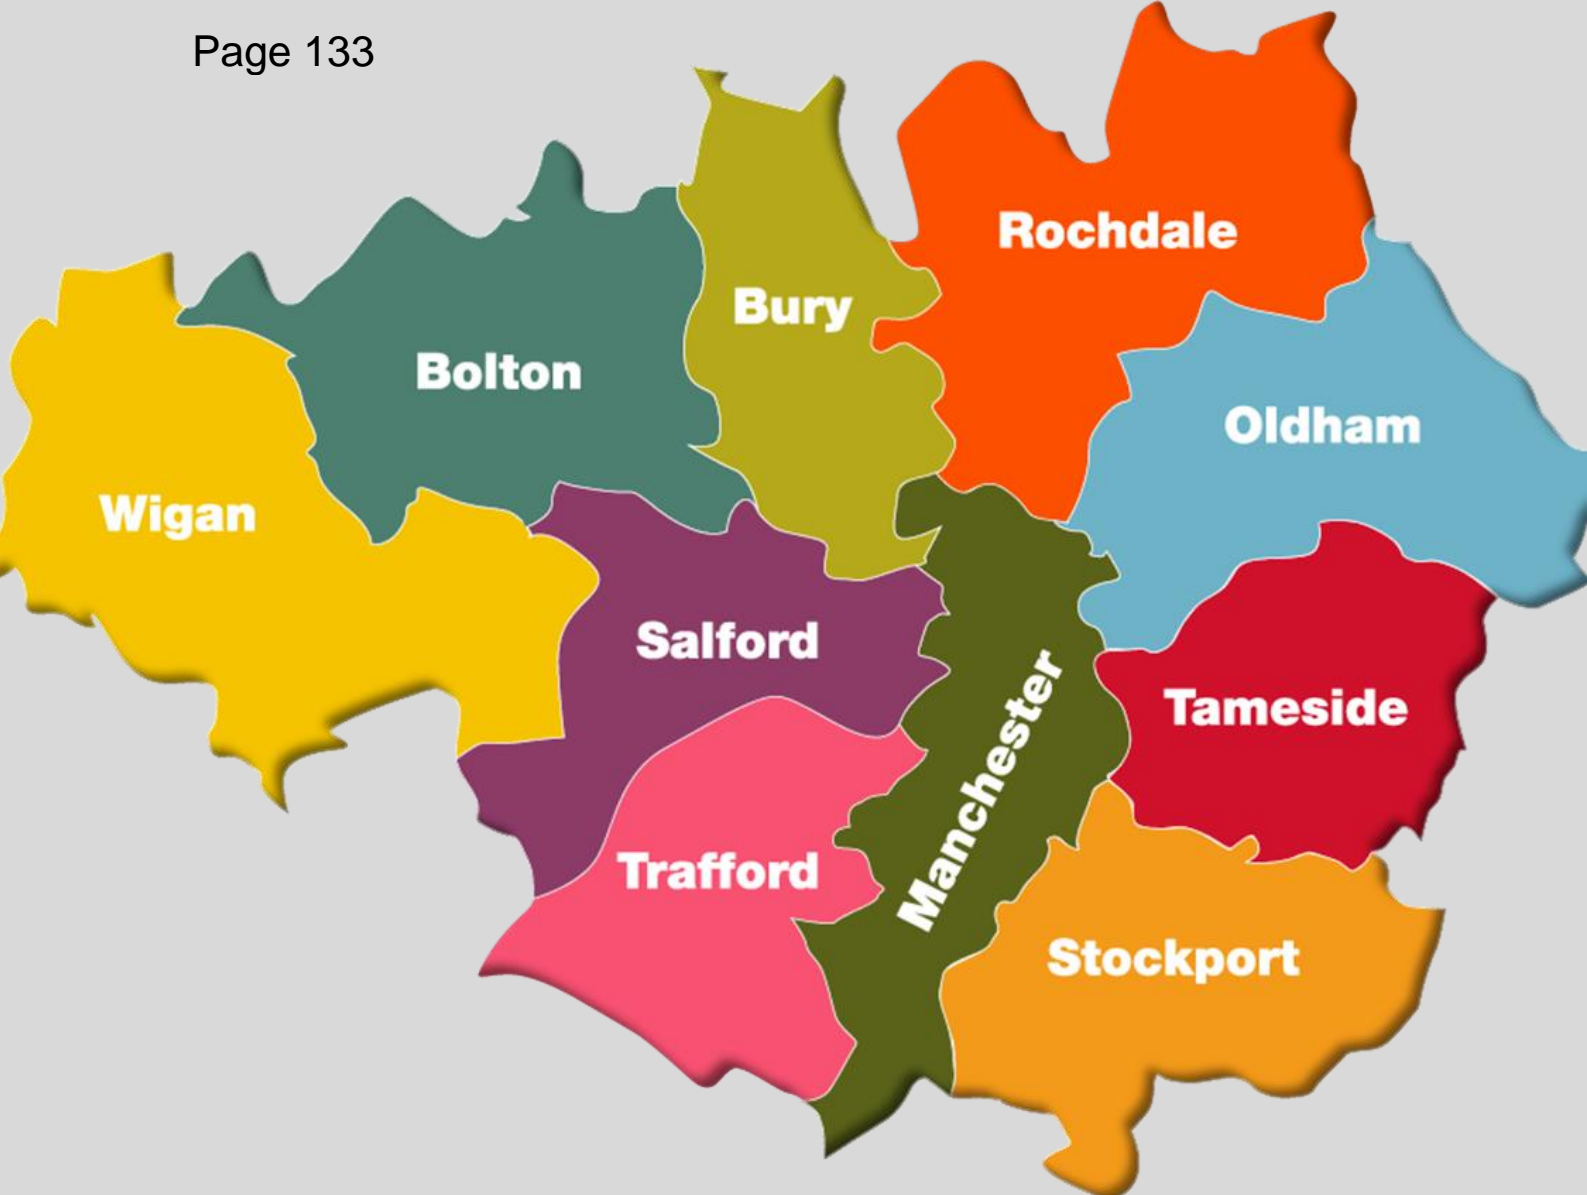 Page 133
Rochdale
Bury
Bolton
Oldham
Wigan
Salford
Tameside
Manchester
Trafford
Stockport